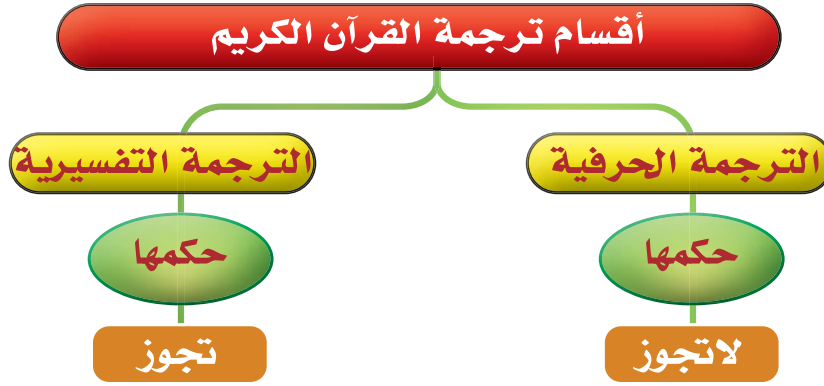 أقسام ترجمة القرآن الكريم
الترجمة الحرفية
الترجمة التفسيرية
حكمها
حكمها
لاتجوز
تجوز